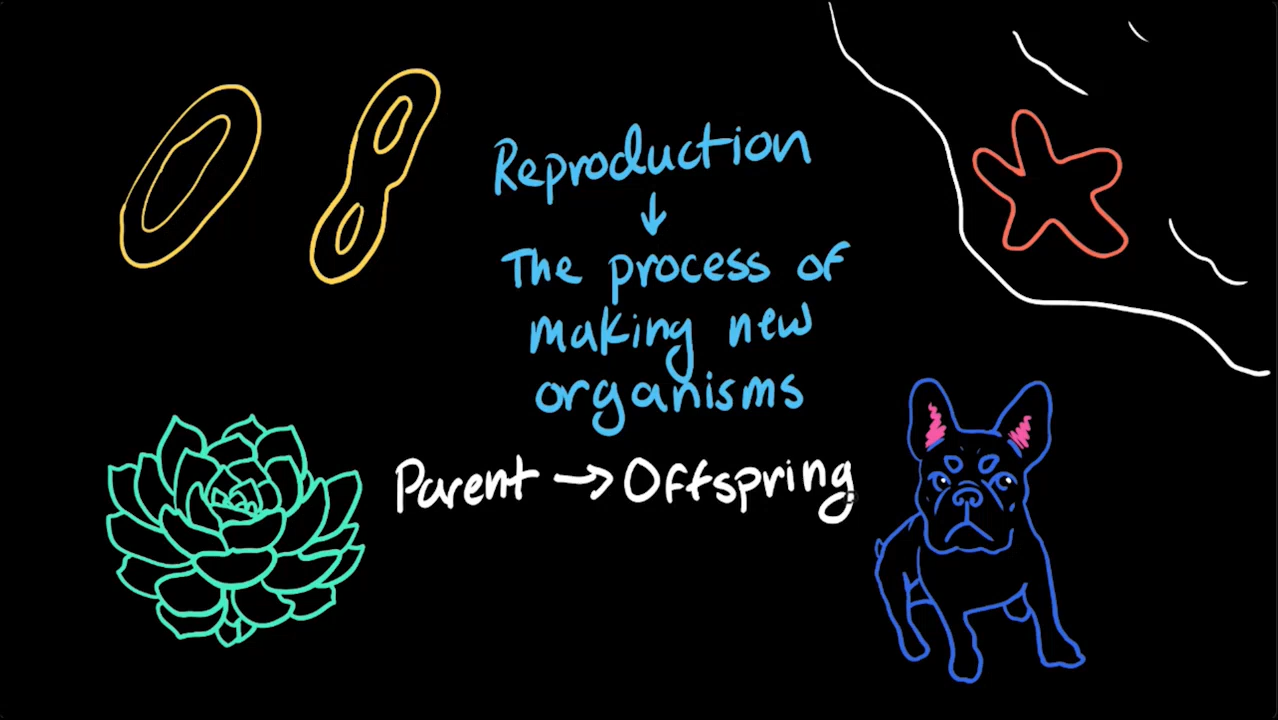 Reproduction
↓
The process of
making new
organisms
Parent → Offspring